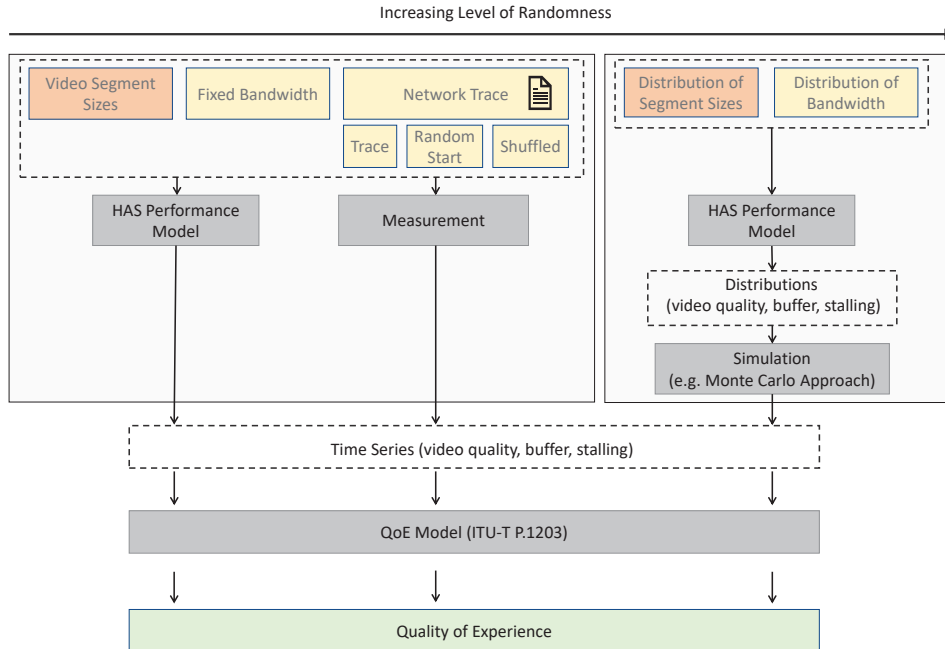 Increasing Level of Randomness
Video Segment
Sizes
Fixed Bandwidth
Network Trace
Trace
Random
Start
Shuffled
Distribution of
Segment Sizes
Distribution of
Bandwidth
HAS Performance
Model
Measurement
HAS Performance
Model
Distributions
(video quality, buffer, stalling)
Simulation
(e.g. Monte Carlo Approach)
Time Series (video quality, buffer, stalling)
QoE Model (ITU-T P.1203)
Quality of Experience